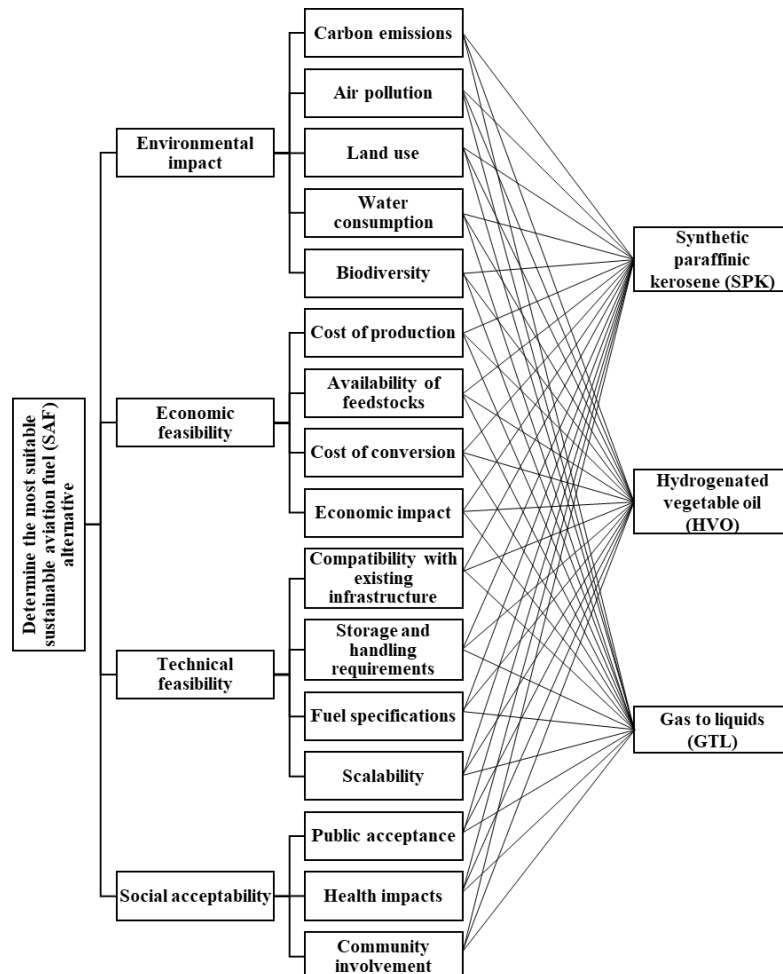 Determine the most suitable
sustainable aviation fuel (SAF)
alternative
Environmental
impact
Economic
feasibility
Technical
feasibility
Social acceptability
Carbon emissions
Air pollution
Land use
Water
consumption
Biodiversity
Cost of production
Availability of
feedstocks
Cost of conversion
Economic impact
Compatibility with
existing
infrastructure
Storage and
handling
requirements
Fuel specifications
Scalability
Public acceptance
Health impacts
Community
involvement
Synthetic
paraffinic
kerosene (SPK)
Hydrogenated
vegetable oil
(HVO)
Gas to liquids
(GTL)